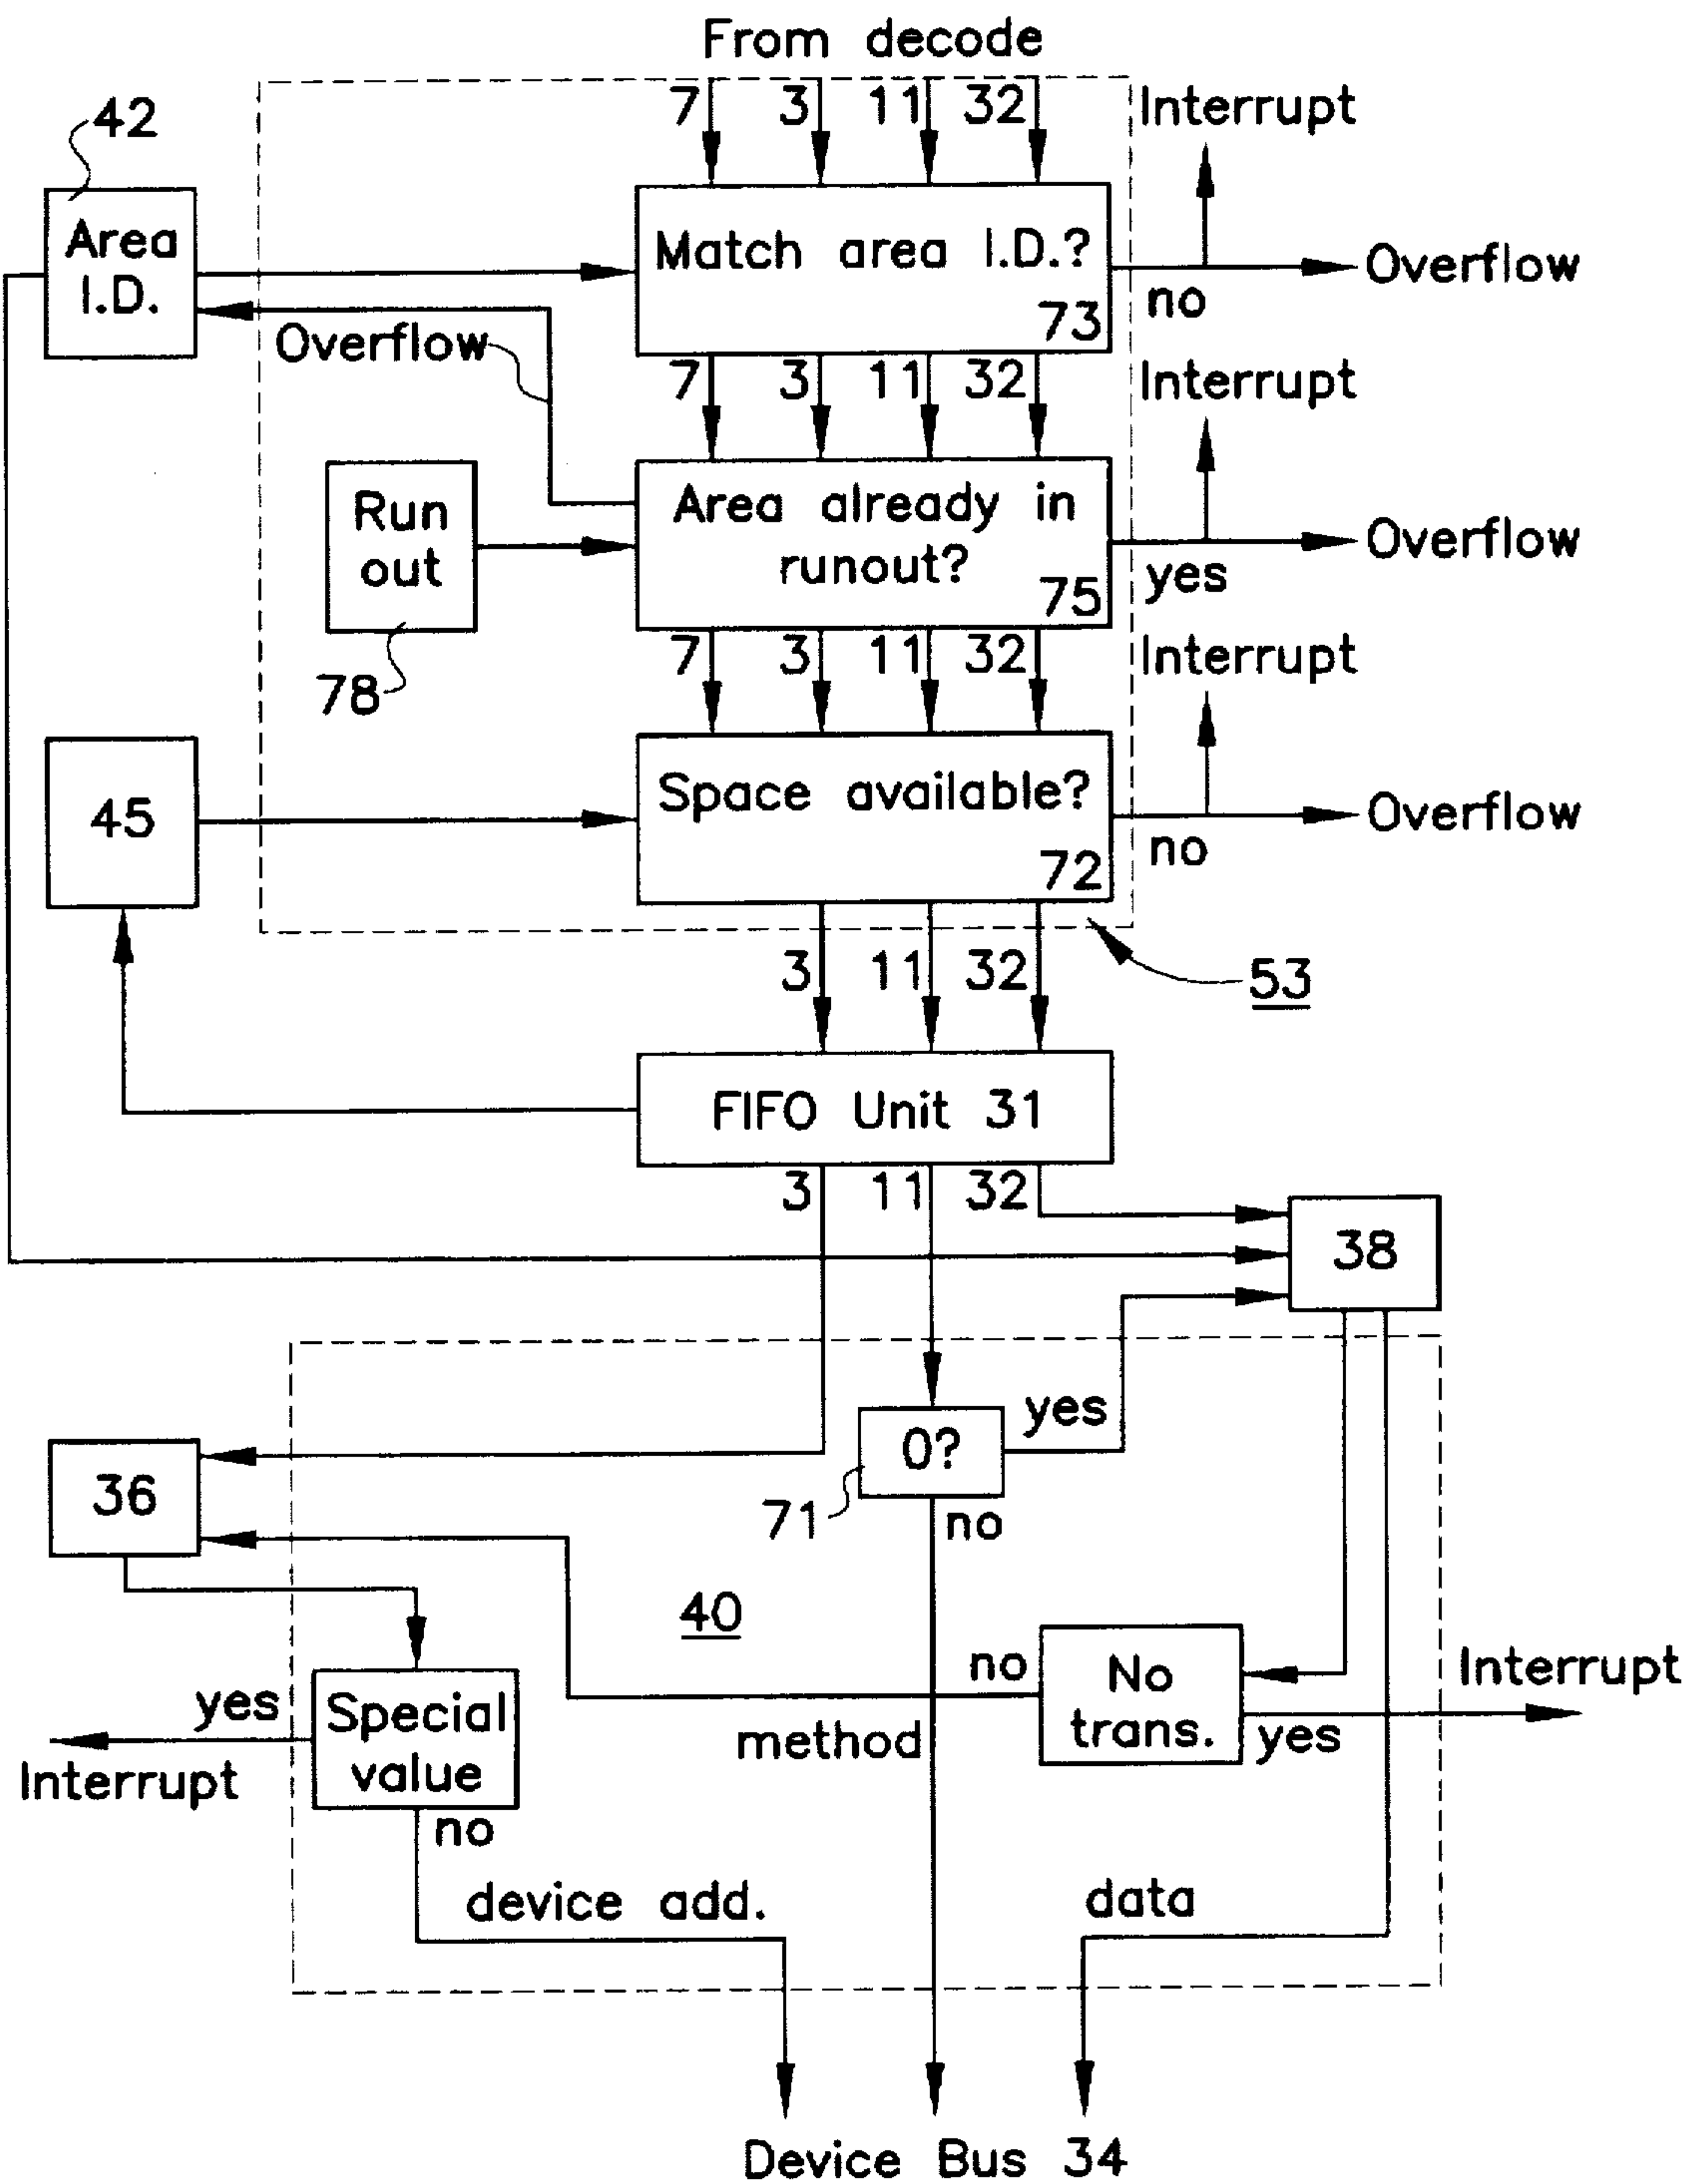 From decode
7 3 11 32
Interrupt
42
Area
I.D.
Match area I.D.?
73
Overflow
no
Overflow
7 3 11 32
Interrupt
Run
out
78
Area already in
runout?
75
Overflow
yes
7 3 11 32
Interrupt
45
Space available?
72
Overflow
no
3 11 32
53
FIFO Unit 31
3 11 32
38
0?
yes
71
no
36
40
no
No
trans.
yes
Interrupt
yes
Interrupt
Special
value
no
method
device add.
data
Device Bus 34